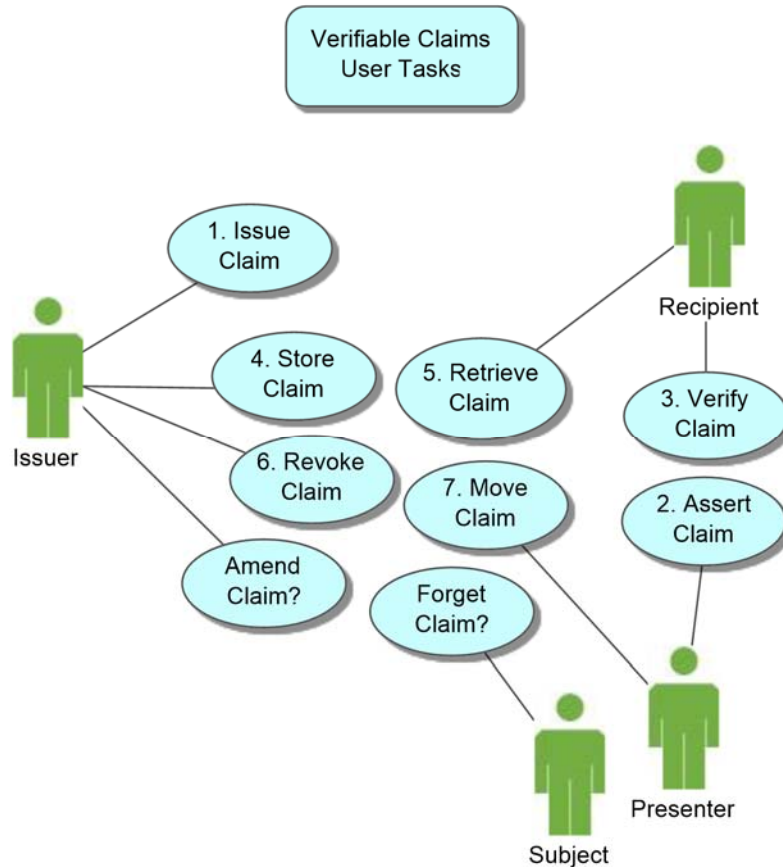 Verifiable Claims
User Tasks
1. Issue
Claim
Recipient
4. Store
Claim
5. Retrieve
Claim
3. Verify
Claim
Issuer
6. Revoke
Claim
7. Move
Claim
2. Assert
Claim
Amend
Claim?
Forget
Claim?
Presenter
Subject